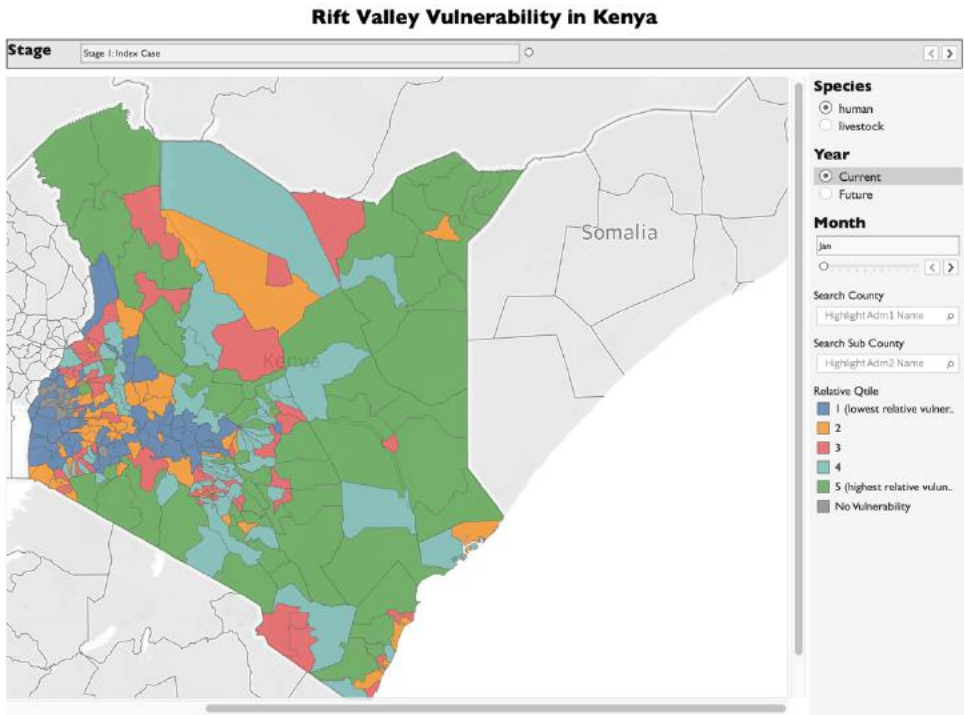 Rift Valley Vulnerability in Kenya
Stage
Stage 1: Index Case
Species
human
livestock
Year
Current
Future
Somalia
Month
Jan
Search County
Highlight Adm1 Name
Search Sub County
Highlight Adm2 Name
Kenya
Relative Qtile
1 (lowest relative vulner..
2
3
4
5 (highest relative vulun..
No Vulnerability